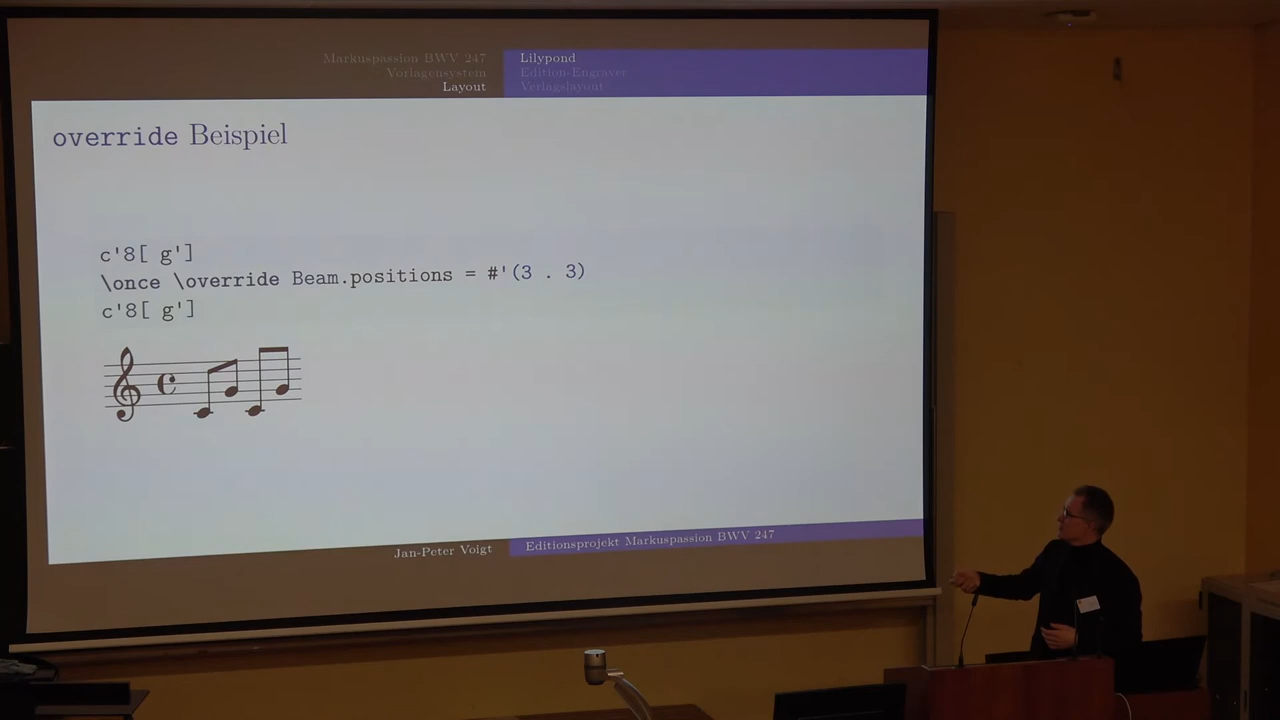 Markuspassion BWV 247
Vorlagensystem
Layout
Lilypond
Edition-Engraver
Verlagslayout
override Beispiel
c'8[ g']
\once \override Beam.positions = #'(3 . 3)
c'8[ g']
Jan-Peter Voigt
Editionsprojekt Markuspassion BWV 247